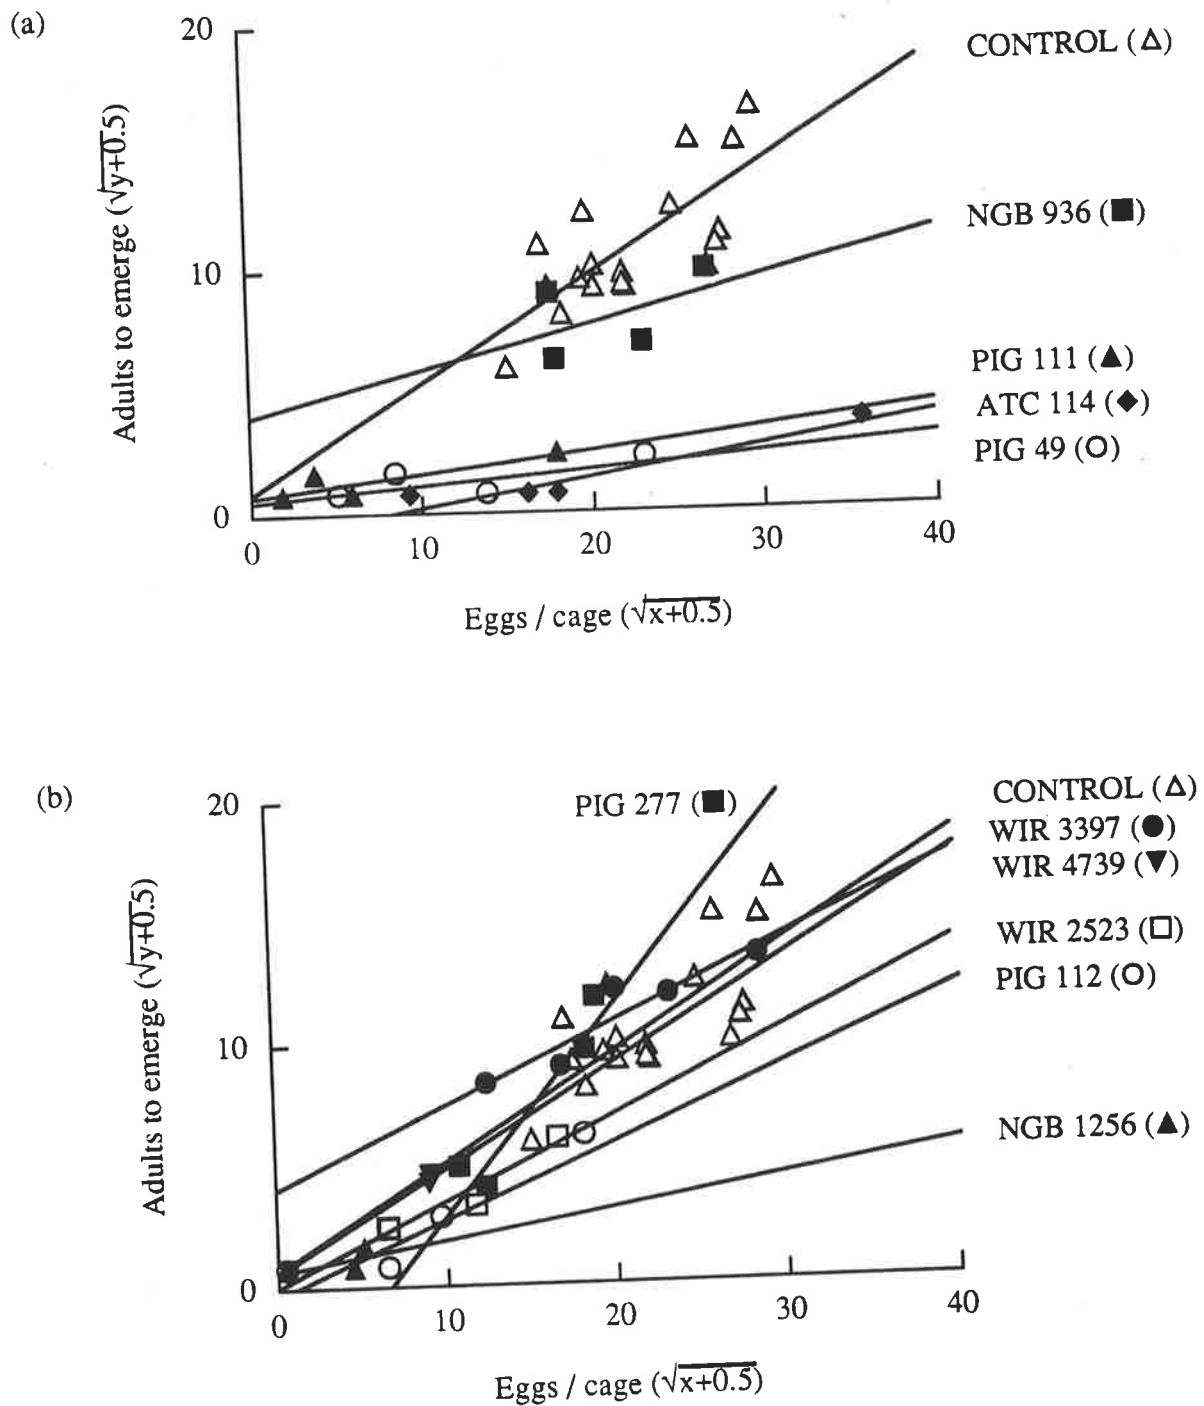 (a)
20
10
0
Adults to emerge (√y+0.5)
CONTROL (△)
NGB 936 (■)
PIG 111 (▲)
ATC 114 (◆)
PIG 49 (○)
0 10 20 30 40
Eggs / cage (√x+0.5)
(b)
20
10
0
Adults to emerge (√y+0.5)
PIG 277 (■)
CONTROL (△)
WIR 3397 (●)
WIR 4739 (▼)
WIR 2523 (□)
PIG 112 (○)
NGB 1256 (▲)
0 10 20 30 40
Eggs / cage (√x+0.5)